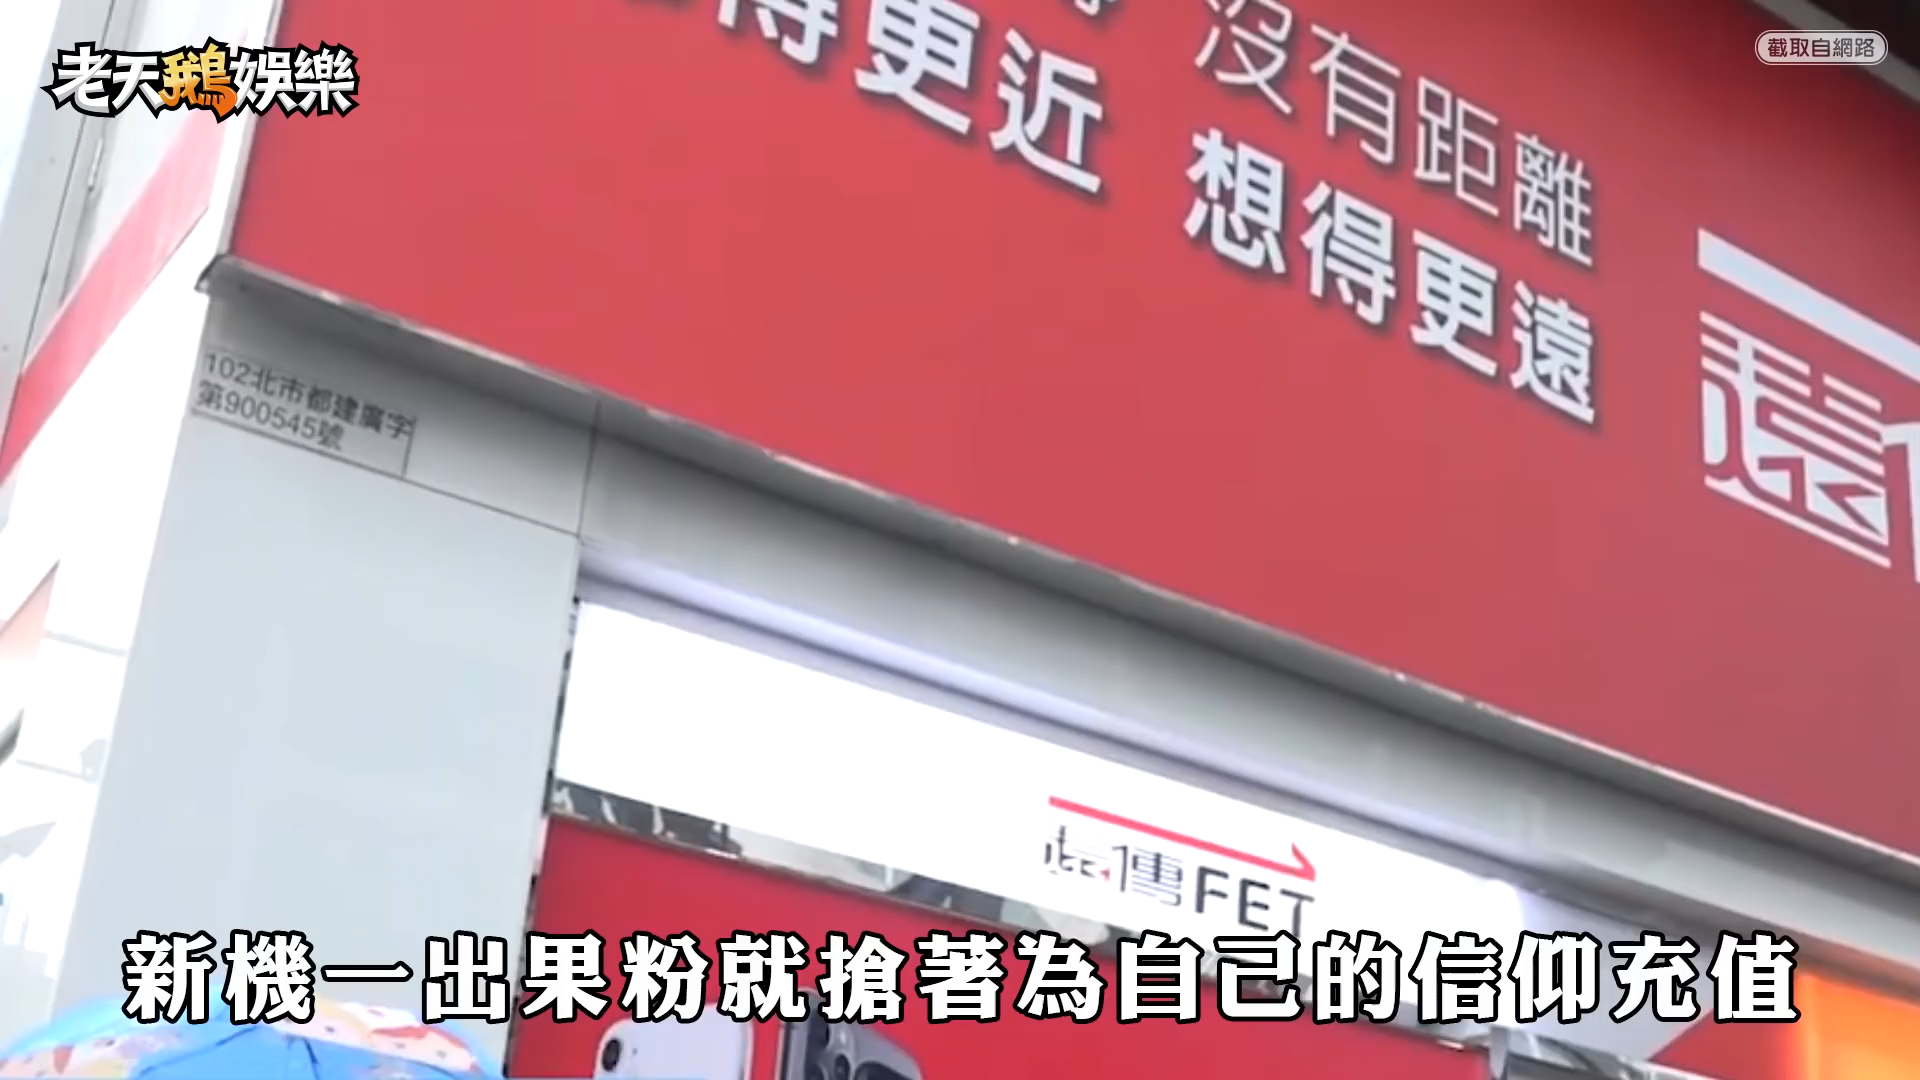 老天鵝娛樂
截取自網路
沒有距離
得更近 想得更遠
遠
102北市都建廣字
第900545號
遠傳FET
新機一出果粉就搶著為自己的信仰充值